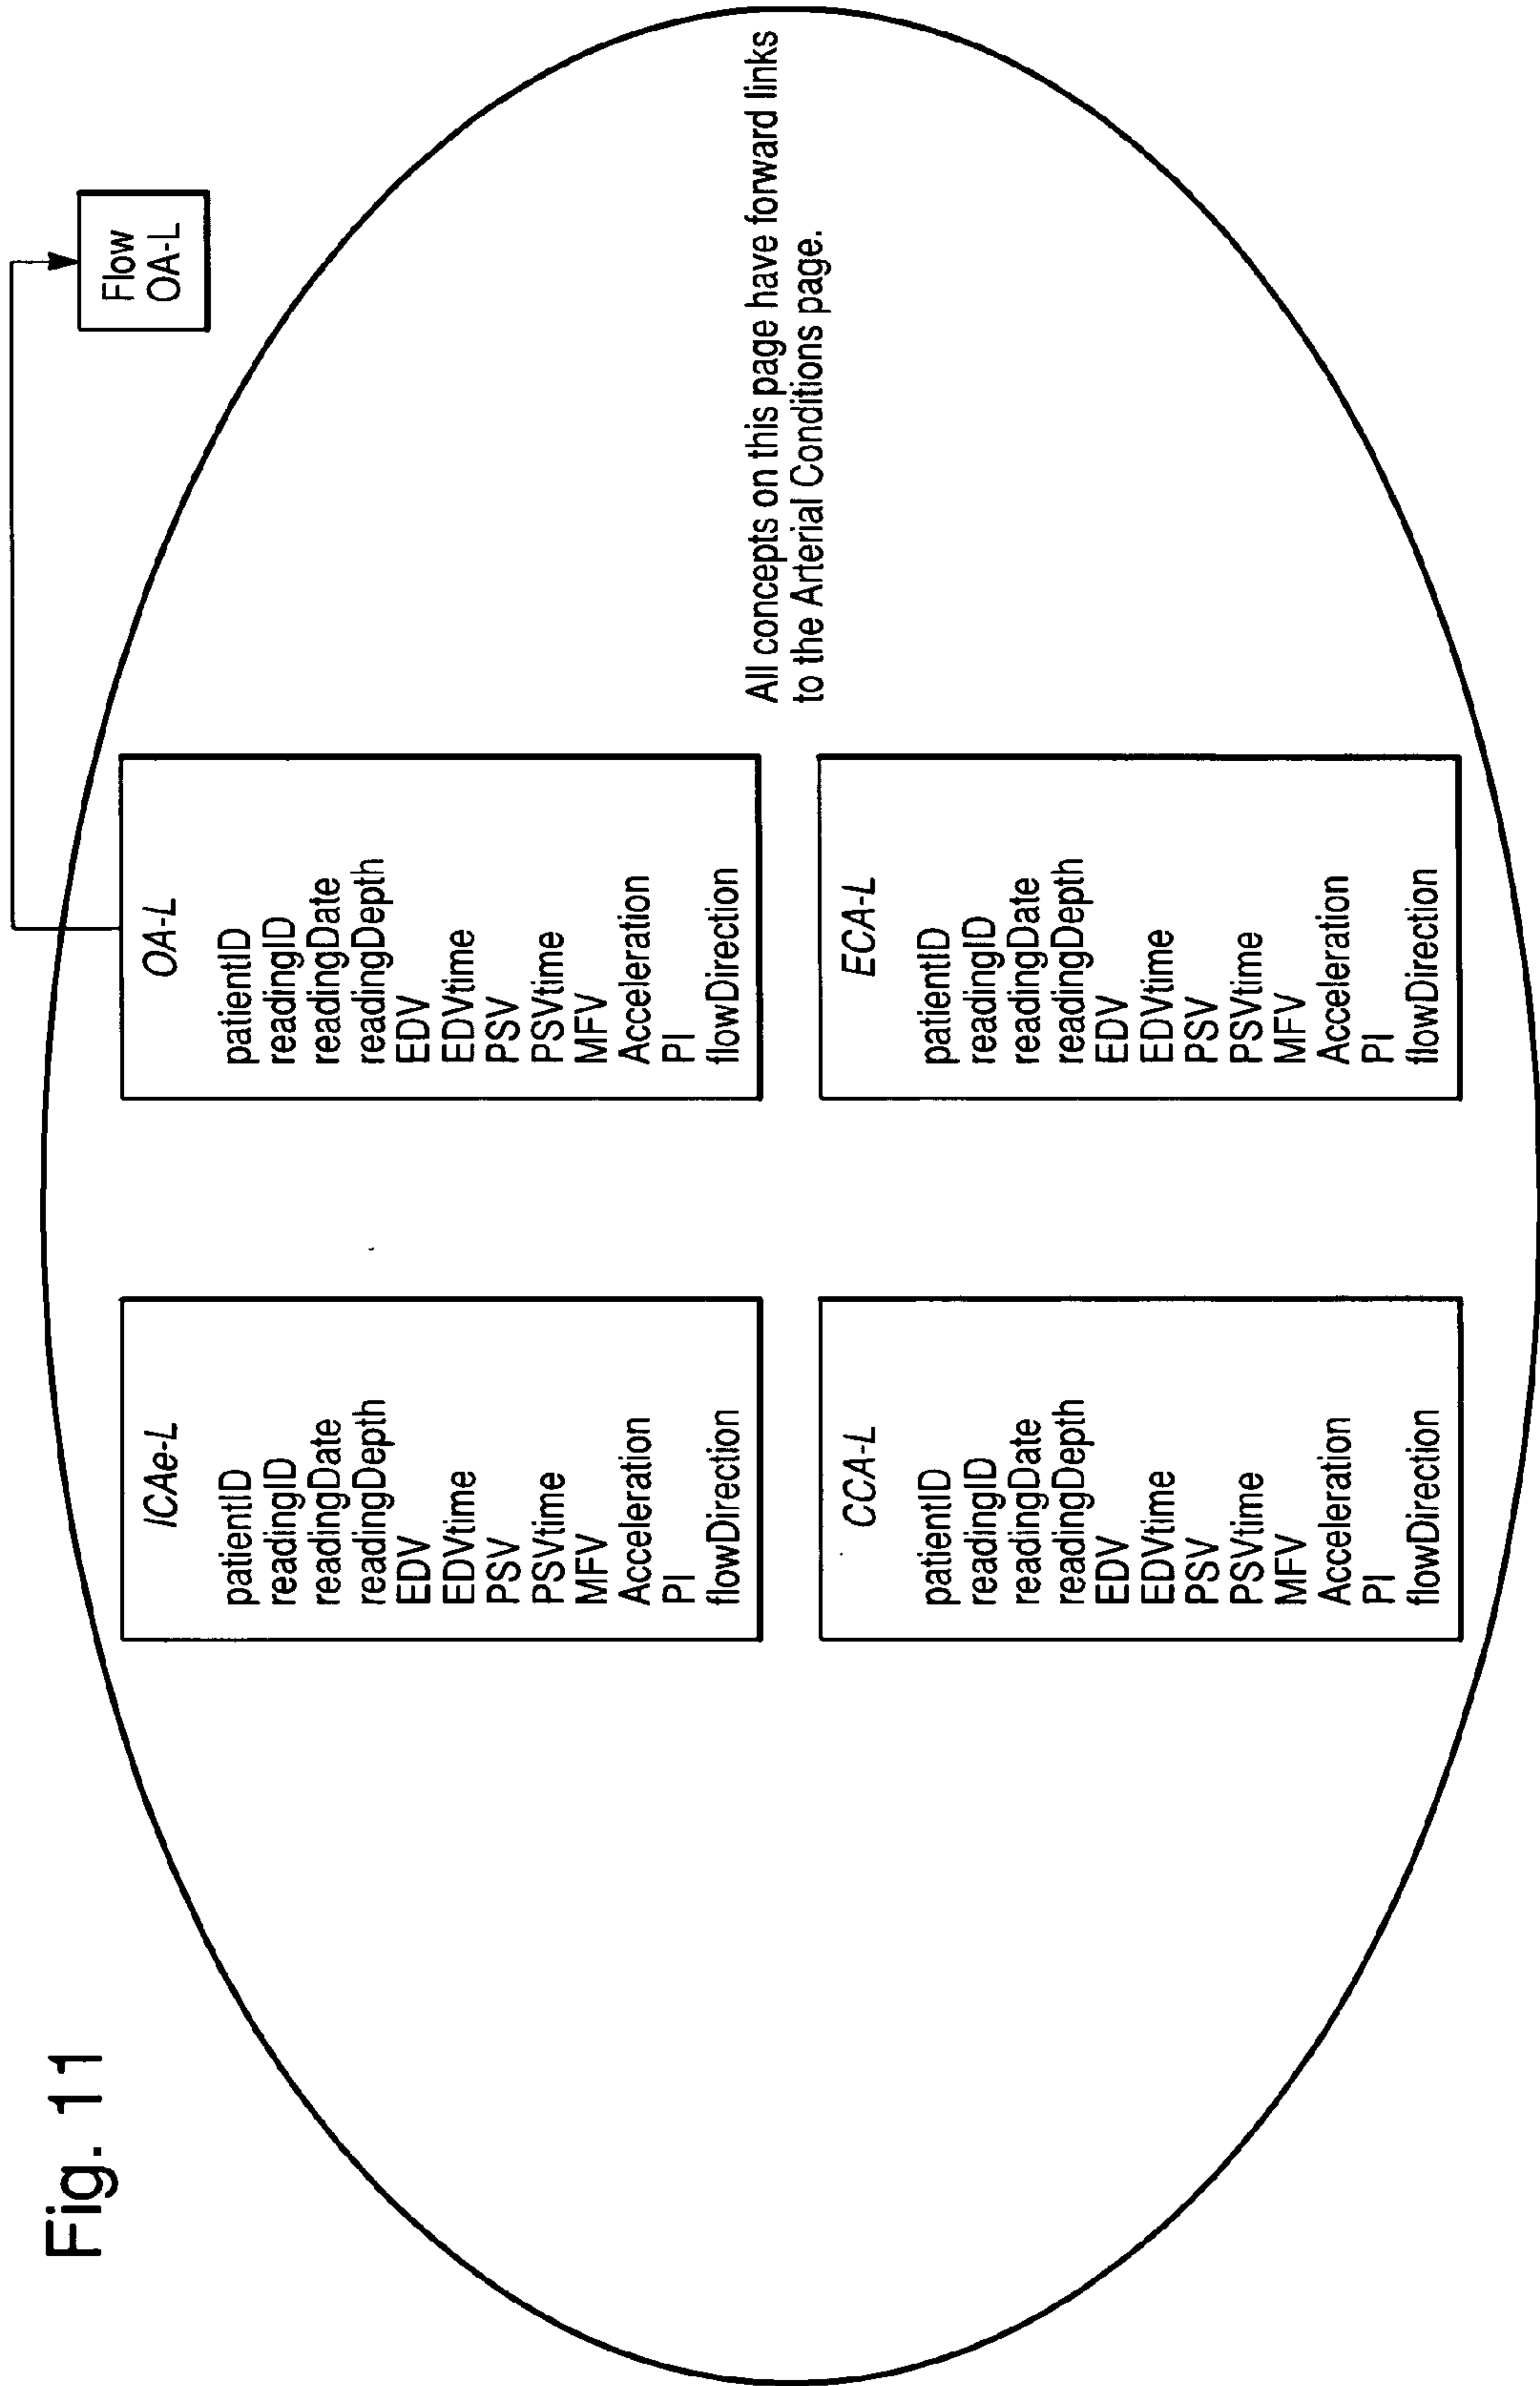 Fig. 11
Flow
OA-L
ICAe-L
patientID
readingID
readingDate
readingDepth
EDV
EDVtime
PSV
PSVtime
MFV
Acceleration
PI
flowDirection
OA-L
patientID
readingID
readingDate
readingDepth
EDV
EDVtime
PSV
PSVtime
MFV
Acceleration
PI
flowDirection
CCA-L
patientID
readingID
readingDate
readingDepth
EDV
EDVtime
PSV
PSVtime
MFV
Acceleration
PI
flowDirection
ECA-L
patientID
readingID
readingDate
readingDepth
EDV
EDVtime
PSV
PSVtime
MFV
Acceleration
PI
flowDirection
All concepts on this page have forward links
to the Arterial Conditions page.